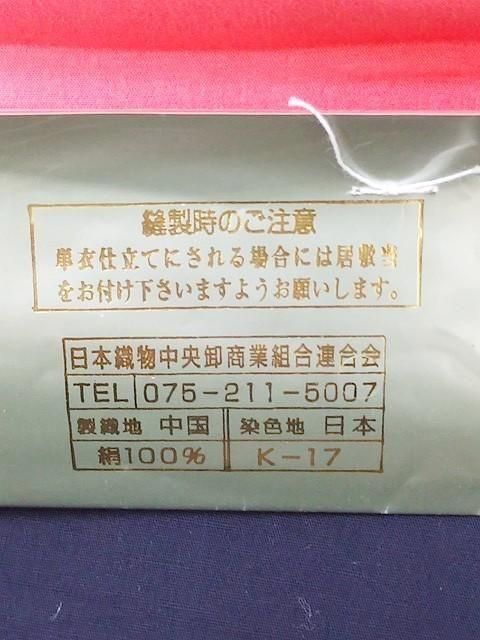 縫製時のご注意
単衣仕立てにされる場合には居敷当
をお付け下さいますようお願いします。
日本織物中央卸商業組合連合会
TEL 075-211-5007
製織地 中国 染色地 日本
絹100% K-17